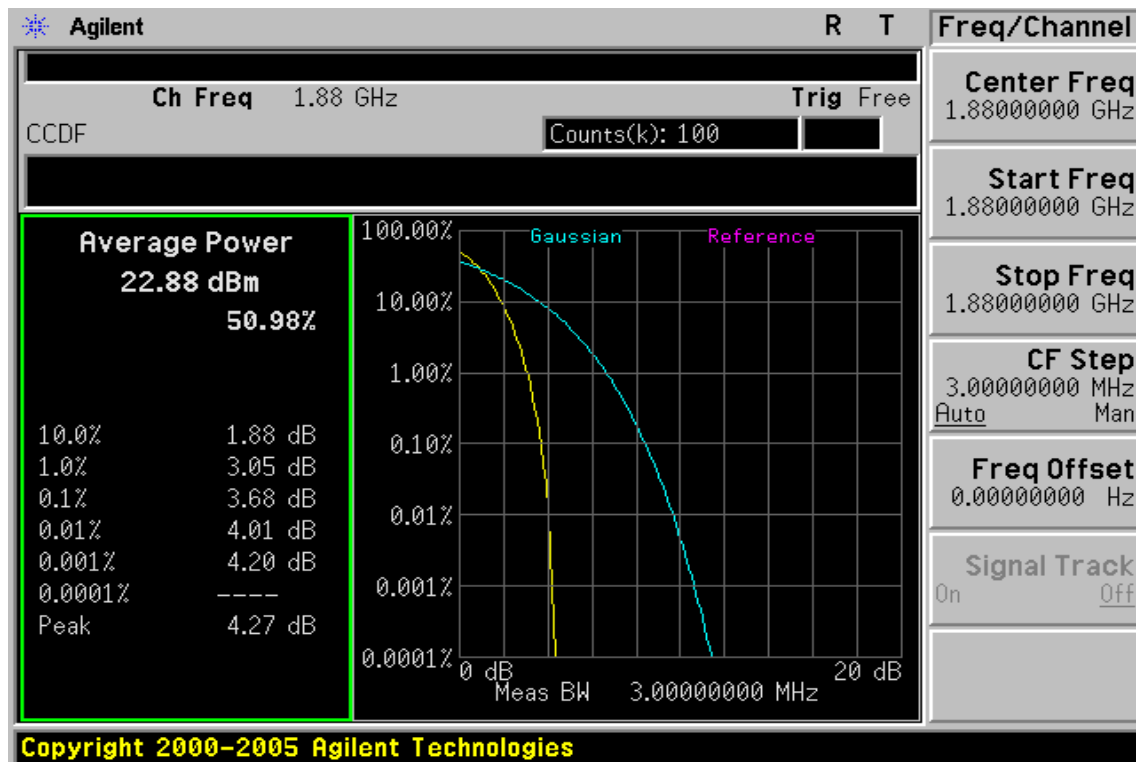 Agilent R T
Ch Freq 1.88 GHz Trig Free
CCDF Counts(k): 100
Average Power
22.88 dBm
50.98%
10.0% 1.88 dB
1.0% 3.05 dB
0.1% 3.68 dB
0.01% 4.01 dB
0.001% 4.20 dB
0.0001% ----
Peak 4.27 dB
Gaussian Reference
100.00%
10.00%
1.00%
0.10%
0.01%
0.001%
0.0001%
0 dB 20 dB
Meas BW 3.00000000 MHz
Freq/Channel
Center Freq
1.88000000 GHz
Start Freq
1.88000000 GHz
Stop Freq
1.88000000 GHz
CF Step
3.00000000 MHz
Auto Man
Freq Offset
0.00000000 Hz
Signal Track
On Off
Copyright 2000-2005 Agilent Technologies